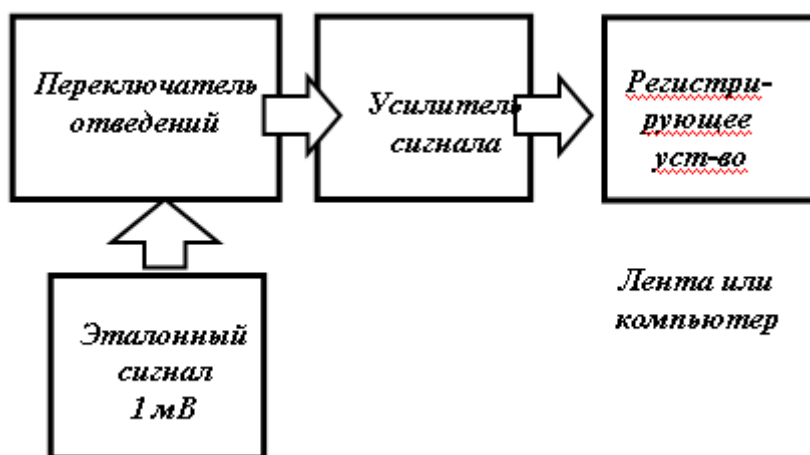 Переключатель
отведений
Усилитель
сигнала
Регистри-
рующее
уст-во
Лента или
компьютер
Эталонный
сигнал
1 мВ